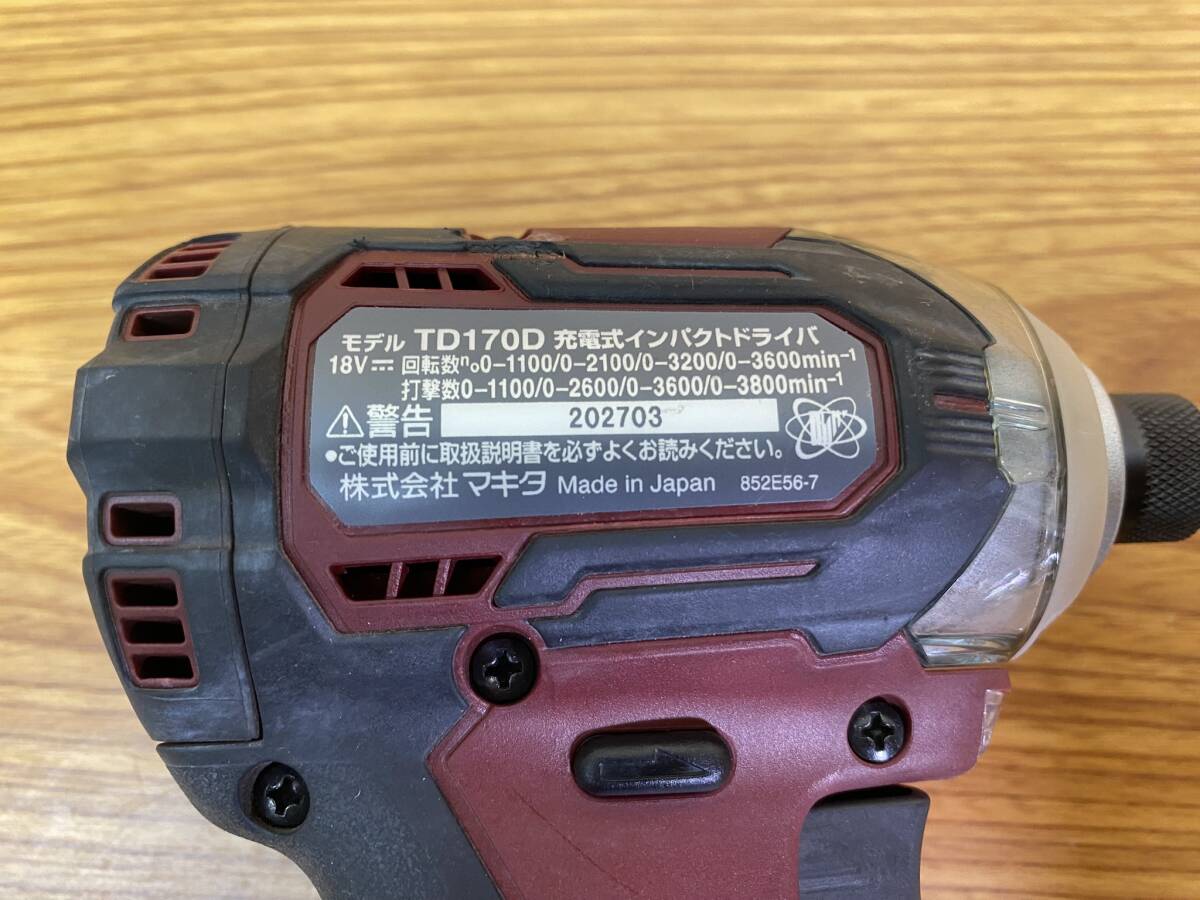 モデル TD170D 充電式インパクトドライバ
18V⎓ 回転数n₀0-1100/0-2100/0-3200/0-3600min⁻¹
打撃数0-1100/0-2600/0-3600/0-3800min⁻¹
⚠警告 202703
●ご使用前に取扱説明書を必ずよくお読みください。
株式会社 マキタ Made in Japan 852E56-7